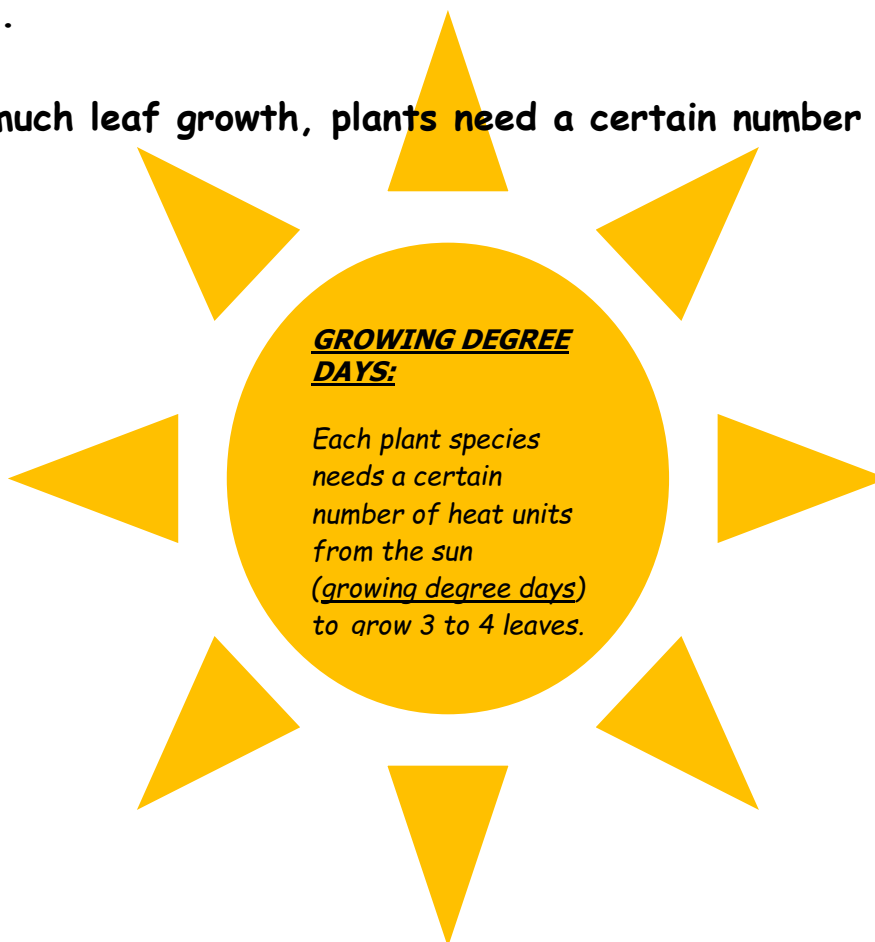 .
much leaf growth, plants need a certain number
GROWING DEGREE
DAYS:
Each plant species
needs a certain
number of heat units
from the sun
(growing degree days)
to grow 3 to 4 leaves.